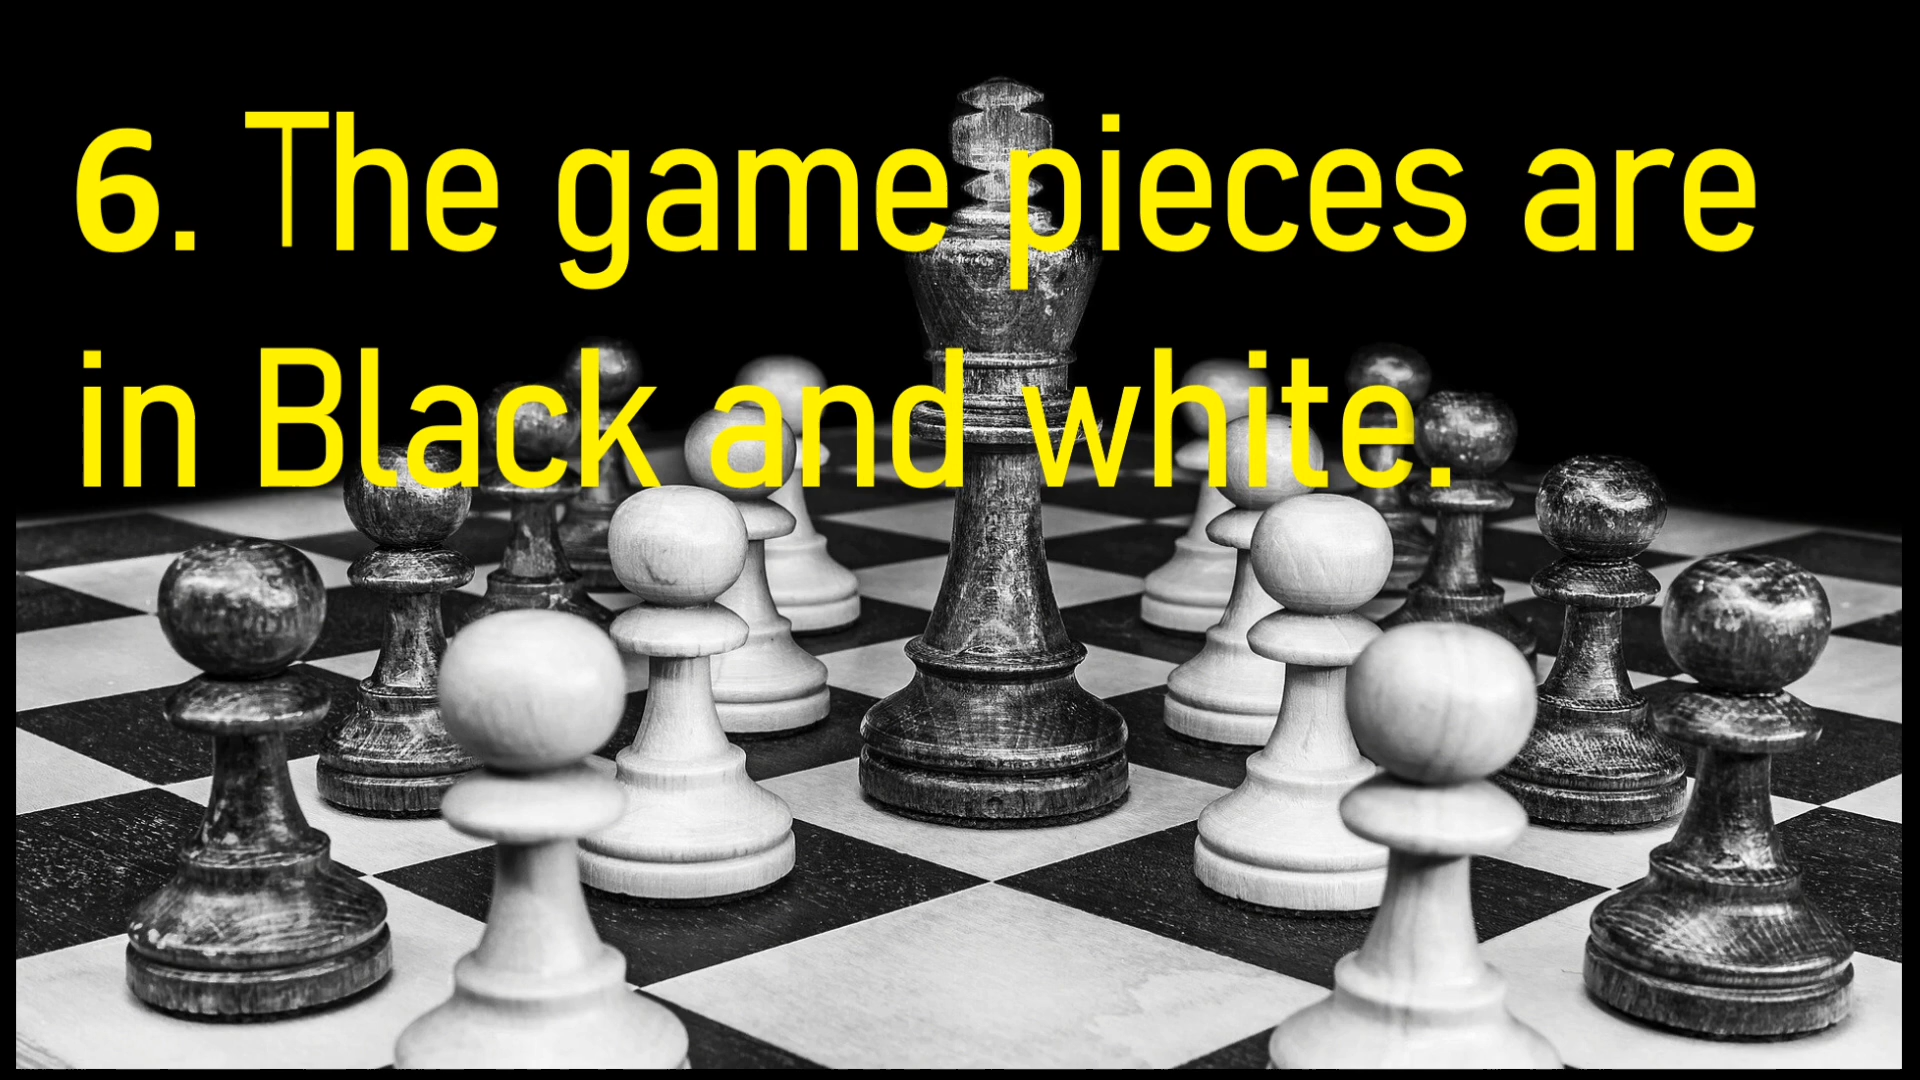 6. The game pieces are
in Black and white.